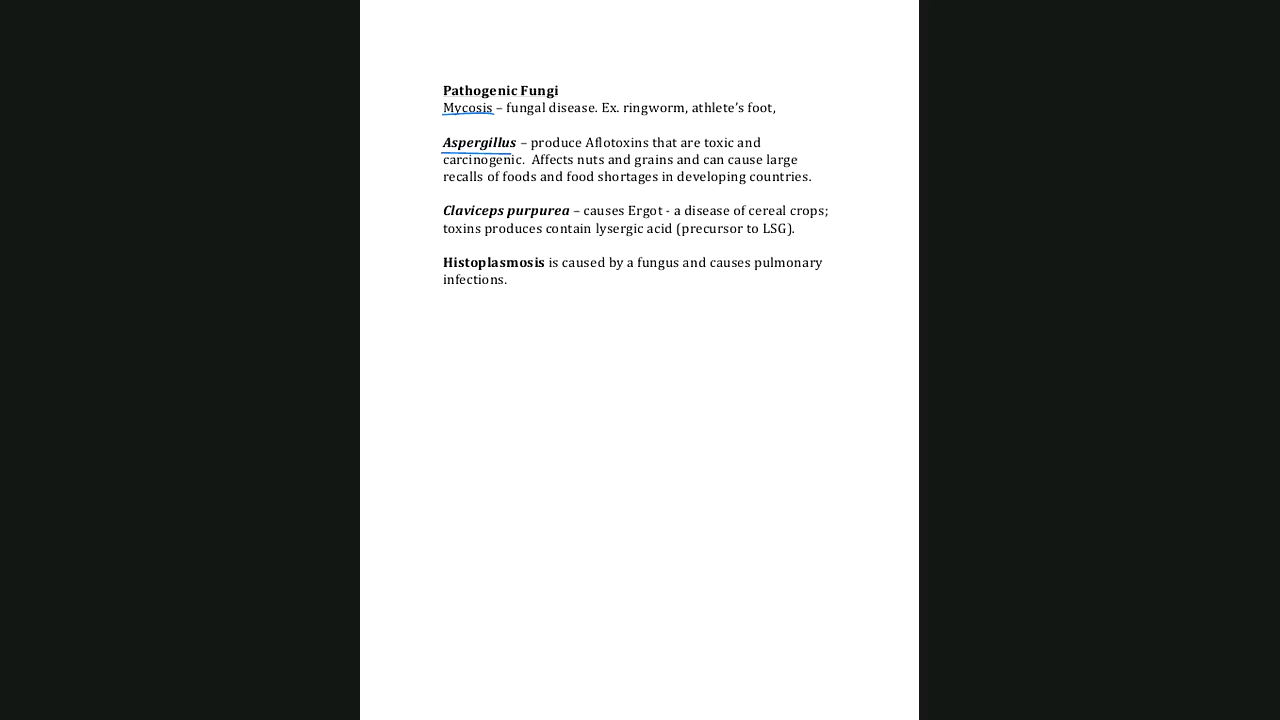 Pathogenic Fungi
Mycosis – fungal disease. Ex. ringworm, athlete’s foot,
Aspergillus – produce Aflotoxins that are toxic and
carcinogenic.  Affects nuts and grains and can cause large
recalls of foods and food shortages in developing countries.
Claviceps purpurea – causes Ergot - a disease of cereal crops;
toxins produces contain lysergic acid (precursor to LSG).
Histoplasmosis is caused by a fungus and causes pulmonary
infections.